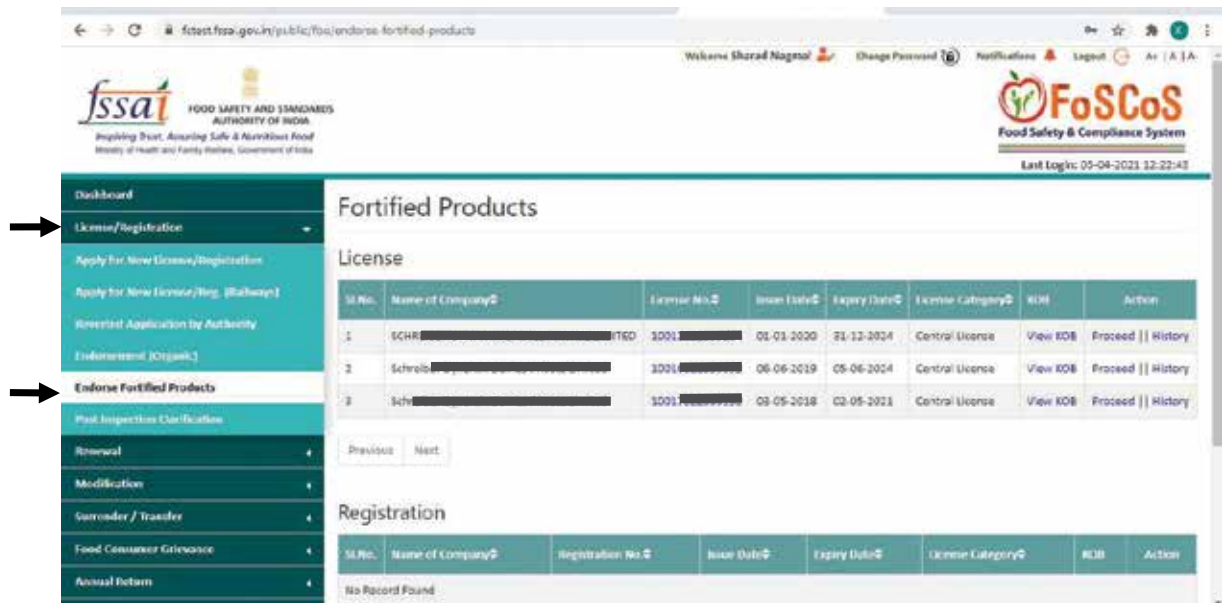 fctest.fssai.gov.in/public/fbo/endorse-fortified-products
Welcome Sharad Nagmal Change Password Notifications Logout A+ | A | A-
fssai
FOOD SAFETY AND STANDARDS
AUTHORITY OF INDIA
Inspiring Trust, Assuring Safe & Nutritious Food
Ministry of Health and Family Welfare, Government of India
FoSCoS
Food Safety & Compliance System
Last Login: 05-04-2021 12:22:43
Dashboard
License/Registration
Apply for New License/Registration
Apply for New License/Reg. (Railways)
Reverted Application by Authority
Endorsement (Organic)
Endorse Fortified Products
Post Inspection Clarification
Renewal
Modification
Surrender / Transfer
Food Consumer Grievance
Annual Return
Fortified Products
License
Sl.No. Name of Company License No. Issue Date Expiry Date License Category KOB Action
1 SCHR ITED 1001 01-01-2020 31-12-2024 Central License View KOB Proceed || History
2 Schreibe 1001 06-06-2019 05-06-2024 Central License View KOB Proceed || History
3 Schr 1001 03-05-2018 02-05-2021 Central License View KOB Proceed || History
Previous Next
Registration
Sl.No. Name of Company Registration No. Issue Date Expiry Date License Category KOB Action
No Record Found